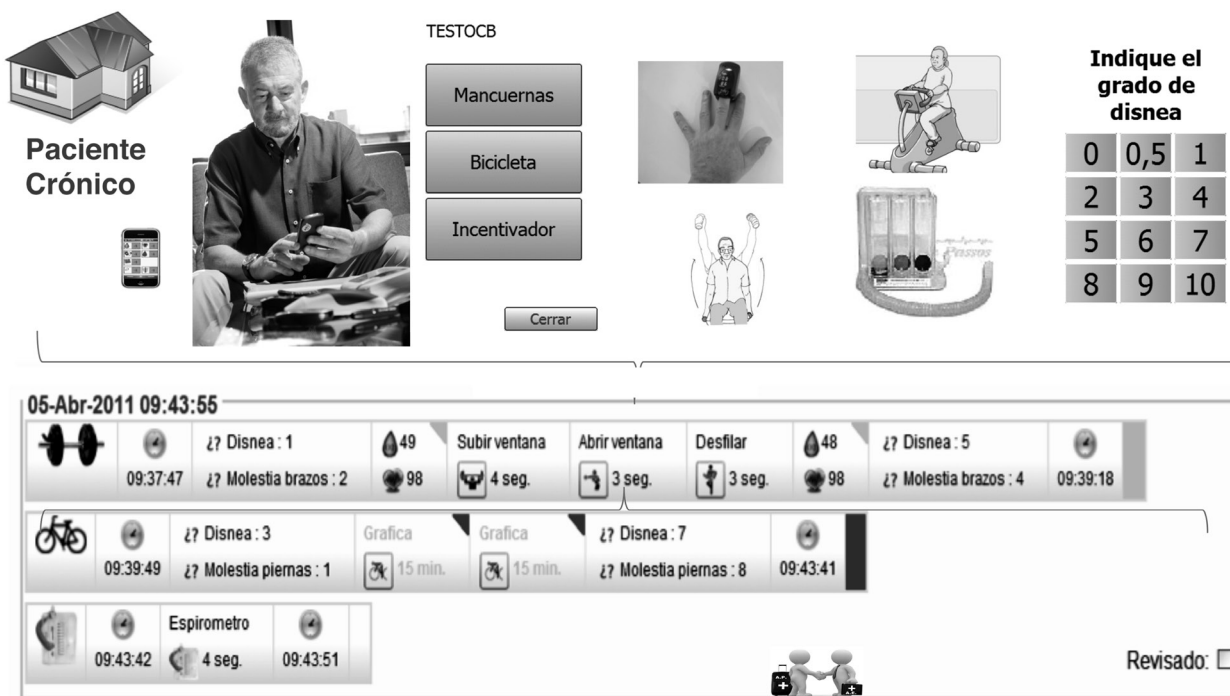 Paciente
Crónico
TESTOCB
Mancuernas
Bicicleta
Incentivador
Cerrar
Indique el
grado de
disnea
0 0,5 1
2 3 4
5 6 7
8 9 10
05-Abr-2011 09:43:55
09:37:47
¿? Disnea : 1
¿? Molestia brazos : 2
49
98
Subir ventana
4 seg.
Abrir ventana
3 seg.
Desfilar
3 seg.
48
98
¿? Disnea : 5
¿? Molestia brazos : 4
09:39:18
09:39:49
¿? Disnea : 3
¿? Molestia piernas : 1
Grafica
15 min.
Grafica
15 min.
¿? Disnea : 7
¿? Molestia piernas : 8
09:43:41
09:43:42
Espirometro
4 seg.
09:43:51
Revisado: